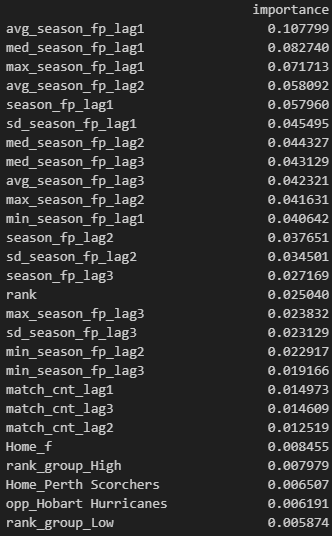 importance
avg_season_fp_lag1 0.107799
med_season_fp_lag1 0.082740
max_season_fp_lag1 0.071713
avg_season_fp_lag2 0.058092
season_fp_lag1 0.057960
sd_season_fp_lag1 0.045495
med_season_fp_lag2 0.044327
med_season_fp_lag3 0.043129
avg_season_fp_lag3 0.042321
max_season_fp_lag2 0.041631
min_season_fp_lag1 0.040642
season_fp_lag2 0.037651
sd_season_fp_lag2 0.034501
season_fp_lag3 0.027169
rank 0.025040
max_season_fp_lag3 0.023832
sd_season_fp_lag3 0.023129
min_season_fp_lag2 0.022917
min_season_fp_lag3 0.019166
match_cnt_lag1 0.014973
match_cnt_lag3 0.014609
match_cnt_lag2 0.012519
Home_f 0.008455
rank_group_High 0.007979
Home_Perth Scorchers 0.006507
opp_Hobart Hurricanes 0.006191
rank_group_Low 0.005874